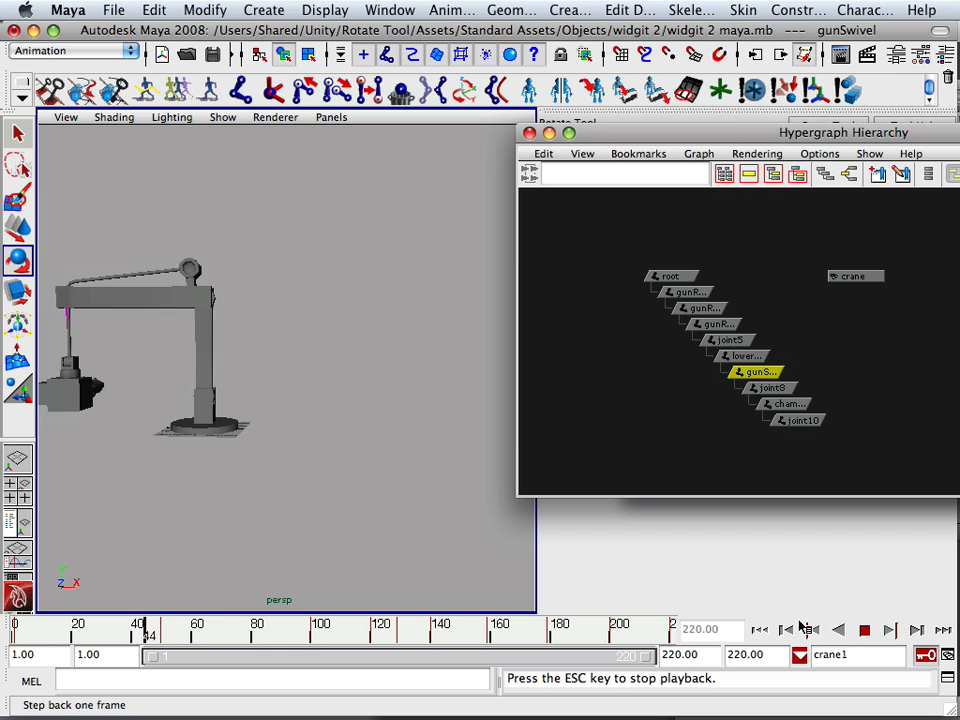 Maya File Edit Modify Create Display Window Anim... Geom... Crea... Edit D... Skele... Skin Constr... Charac... Help
Autodesk Maya 2008: /Users/Shared/Unity/Rotate Tool/Assets/Standard Assets/Objects/widgit 2/widgit 2 maya.mb --- gunSwivel
Animation
View Shading Lighting Show Renderer Panels
Hypergraph Hierarchy
Edit View Bookmarks Graph Rendering Options Show Help
root
crane
gunR...
gunR...
gunR...
joint5
lower...
gunS...
joint8
cham...
joint10
Y
Z X
persp
0 20 40 60 80 100 120 140 160 180 200 2
44
220.00
1.00 1.00 1 220 220.00 220.00 crane1
MEL
Press the ESC key to stop playback.
Step back one frame